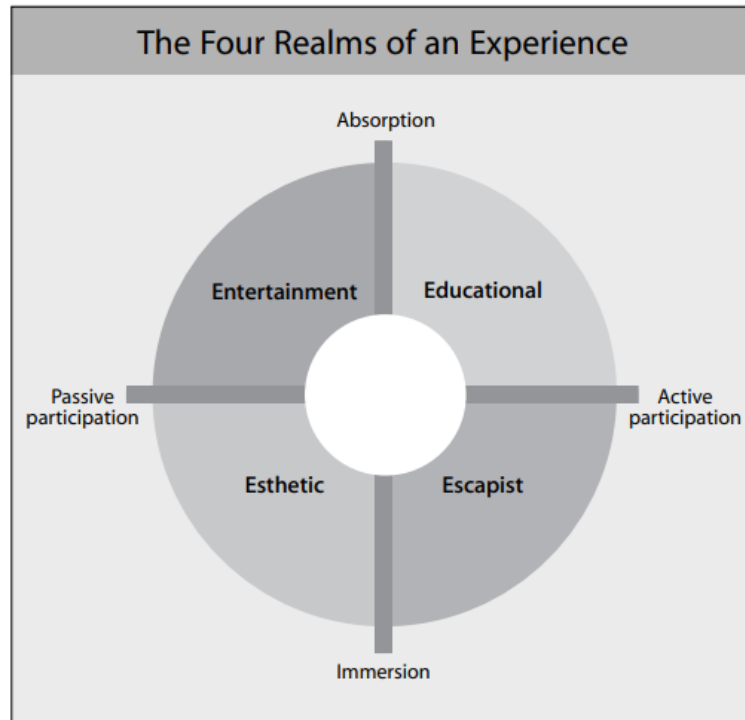 The Four Realms of an Experience
Absorption
Entertainment
Educational
Passive
participation
Active
participation
Esthetic
Escapist
Immersion